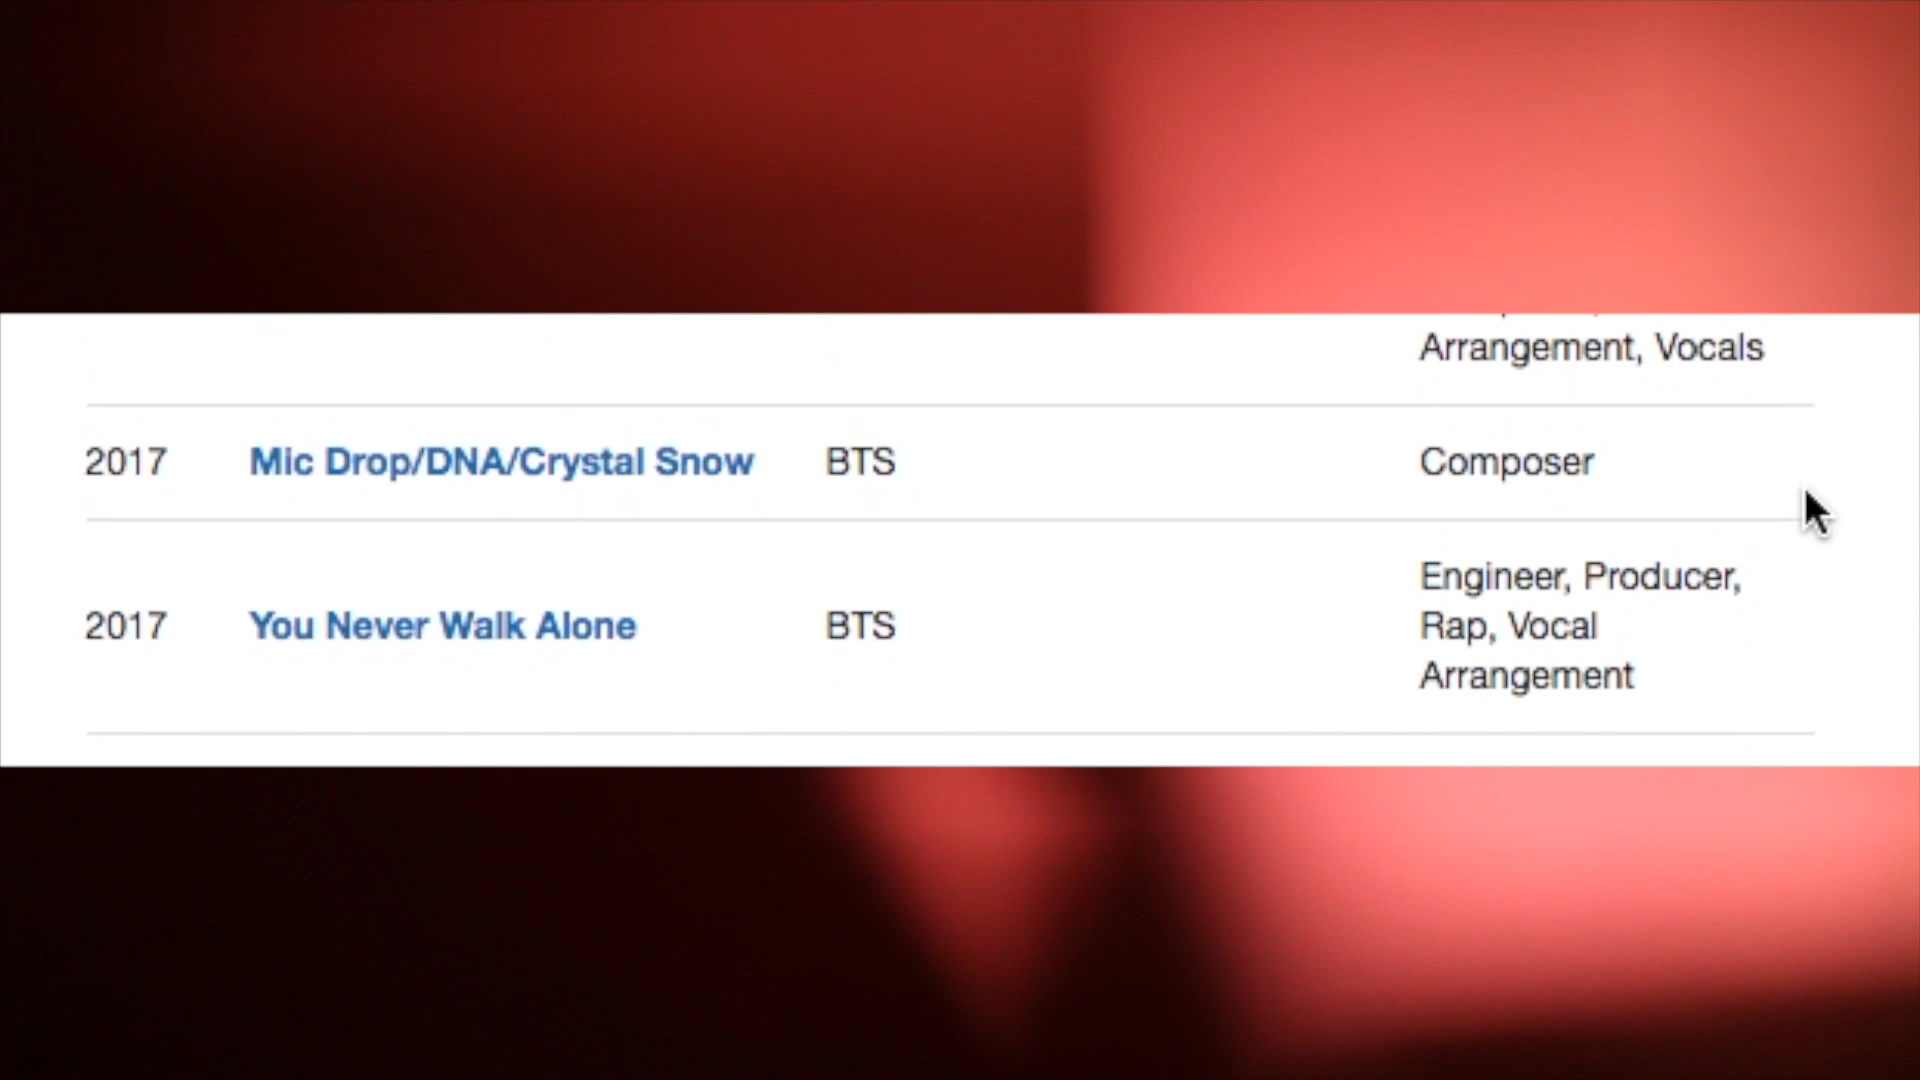 Arrangement, Vocals
2017 Mic Drop/DNA/Crystal Snow BTS Composer
2017 You Never Walk Alone BTS Engineer, Producer,
Rap, Vocal
Arrangement